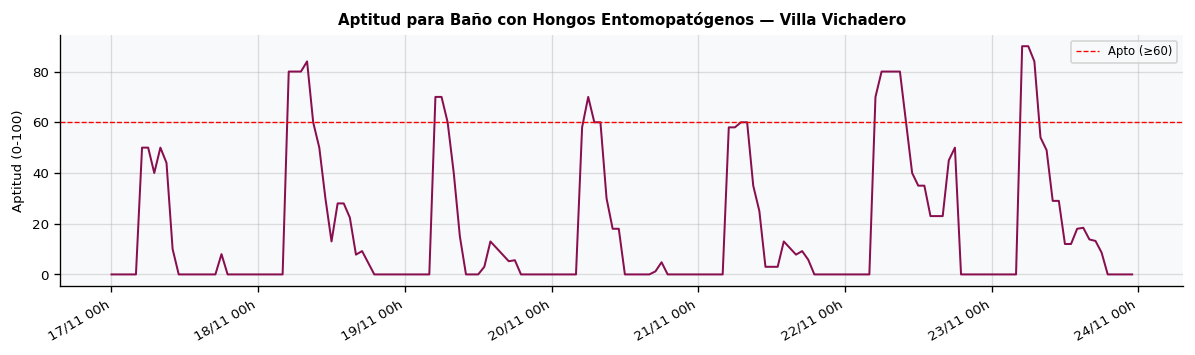 Aptitud para Baño con Hongos Entomopatógenos — Villa Vichadero
Apto (≥60)
Aptitud (0-100)
80
60
40
20
0
17/11 00h
18/11 00h
19/11 00h
20/11 00h
21/11 00h
22/11 00h
23/11 00h
24/11 00h